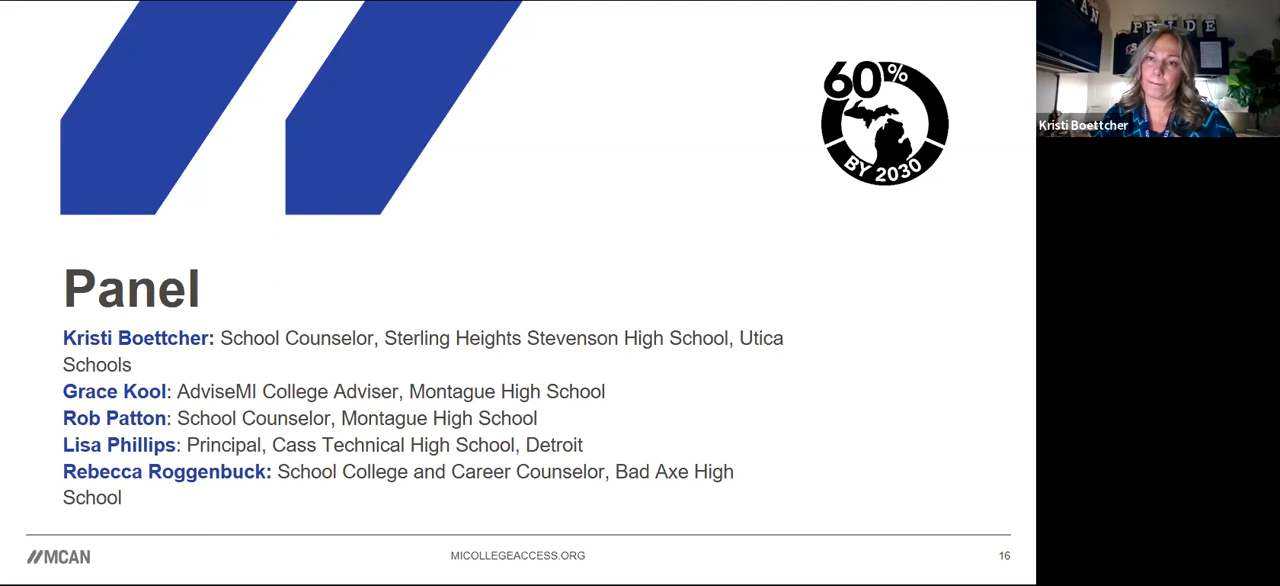 60%
BY 2030
PRIDE
Kristi Boettcher
Panel
Kristi Boettcher: School Counselor, Sterling Heights Stevenson High School, Utica
Schools
Grace Kool: AdviseMI College Adviser, Montague High School
Rob Patton: School Counselor, Montague High School
Lisa Phillips: Principal, Cass Technical High School, Detroit
Rebecca Roggenbuck: School College and Career Counselor, Bad Axe High
School
//MCAN
MICOLLEGEACCESS.ORG
16